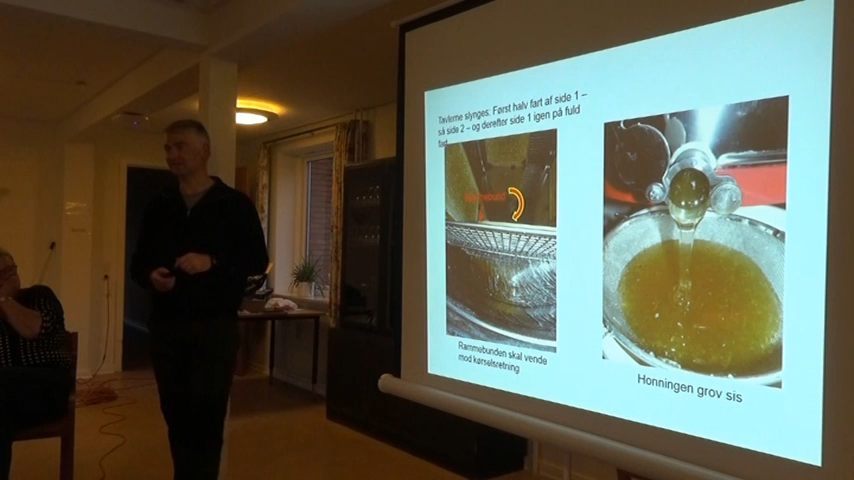 Tavlerne slynges: Først halv fart af side 1 –
så side 2 – og derefter side 1 igen på fuld
fart
Rammebunden skal vende
mod kørselsretning
Honningen grov sis